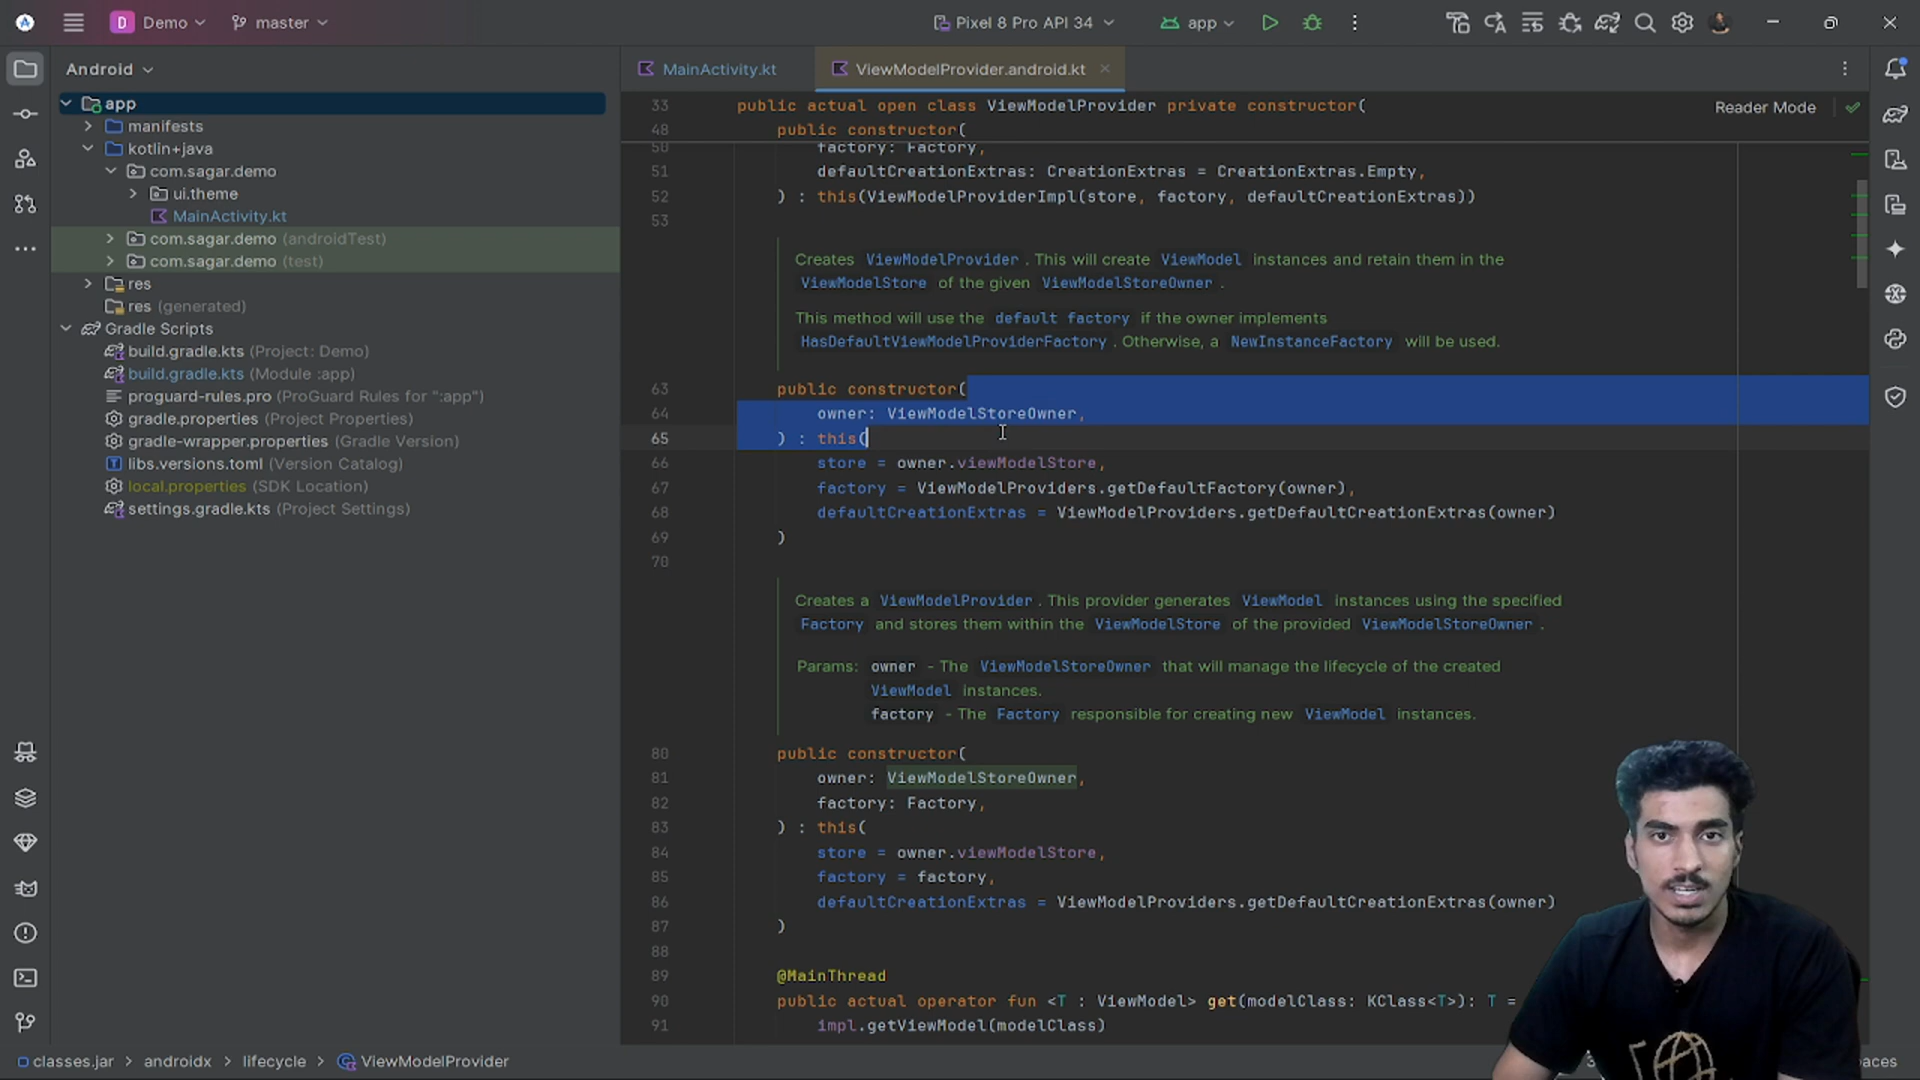 D Demo master Pixel 8 Pro API 34 app
Android
app
manifests
kotlin+java
com.sagar.demo
ui.theme
MainActivity.kt
com.sagar.demo (androidTest)
com.sagar.demo (test)
res
res (generated)
Gradle Scripts
build.gradle.kts (Project: Demo)
build.gradle.kts (Module :app)
proguard-rules.pro (ProGuard Rules for ":app")
gradle.properties (Project Properties)
gradle-wrapper.properties (Gradle Version)
libs.versions.toml (Version Catalog)
local.properties (SDK Location)
settings.gradle.kts (Project Settings)
MainActivity.kt ViewModelProvider.android.kt
Reader Mode
33 public actual open class ViewModelProvider private constructor(
48 public constructor(
50 factory: Factory,
51 defaultCreationExtras: CreationExtras = CreationExtras.Empty,
52 ) : this(ViewModelProviderImpl(store, factory, defaultCreationExtras))
53
Creates ViewModelProvider. This will create ViewModel instances and retain them in the
ViewModelStore of the given ViewModelStoreOwner.
This method will use the default factory if the owner implements
HasDefaultViewModelProviderFactory. Otherwise, a NewInstanceFactory will be used.
63 public constructor(
64 owner: ViewModelStoreOwner,
65 ) : this(
66 store = owner.viewModelStore,
67 factory = ViewModelProviders.getDefaultFactory(owner),
68 defaultCreationExtras = ViewModelProviders.getDefaultCreationExtras(owner)
69 )
70
Creates a ViewModelProvider. This provider generates ViewModel instances using the specified
Factory and stores them within the ViewModelStore of the provided ViewModelStoreOwner.
Params: owner - The ViewModelStoreOwner that will manage the lifecycle of the created
ViewModel instances.
factory - The Factory responsible for creating new ViewModel instances.
80 public constructor(
81 owner: ViewModelStoreOwner,
82 factory: Factory,
83 ) : this(
84 store = owner.viewModelStore,
85 factory = factory,
86 defaultCreationExtras = ViewModelProviders.getDefaultCreationExtras(owner)
87 )
88
89 @MainThread
90 public actual operator fun <T : ViewModel> get(modelClass: KClass<T>): T =
91 impl.getViewModel(modelClass)
classes.jar > androidx > lifecycle > ViewModelProvider